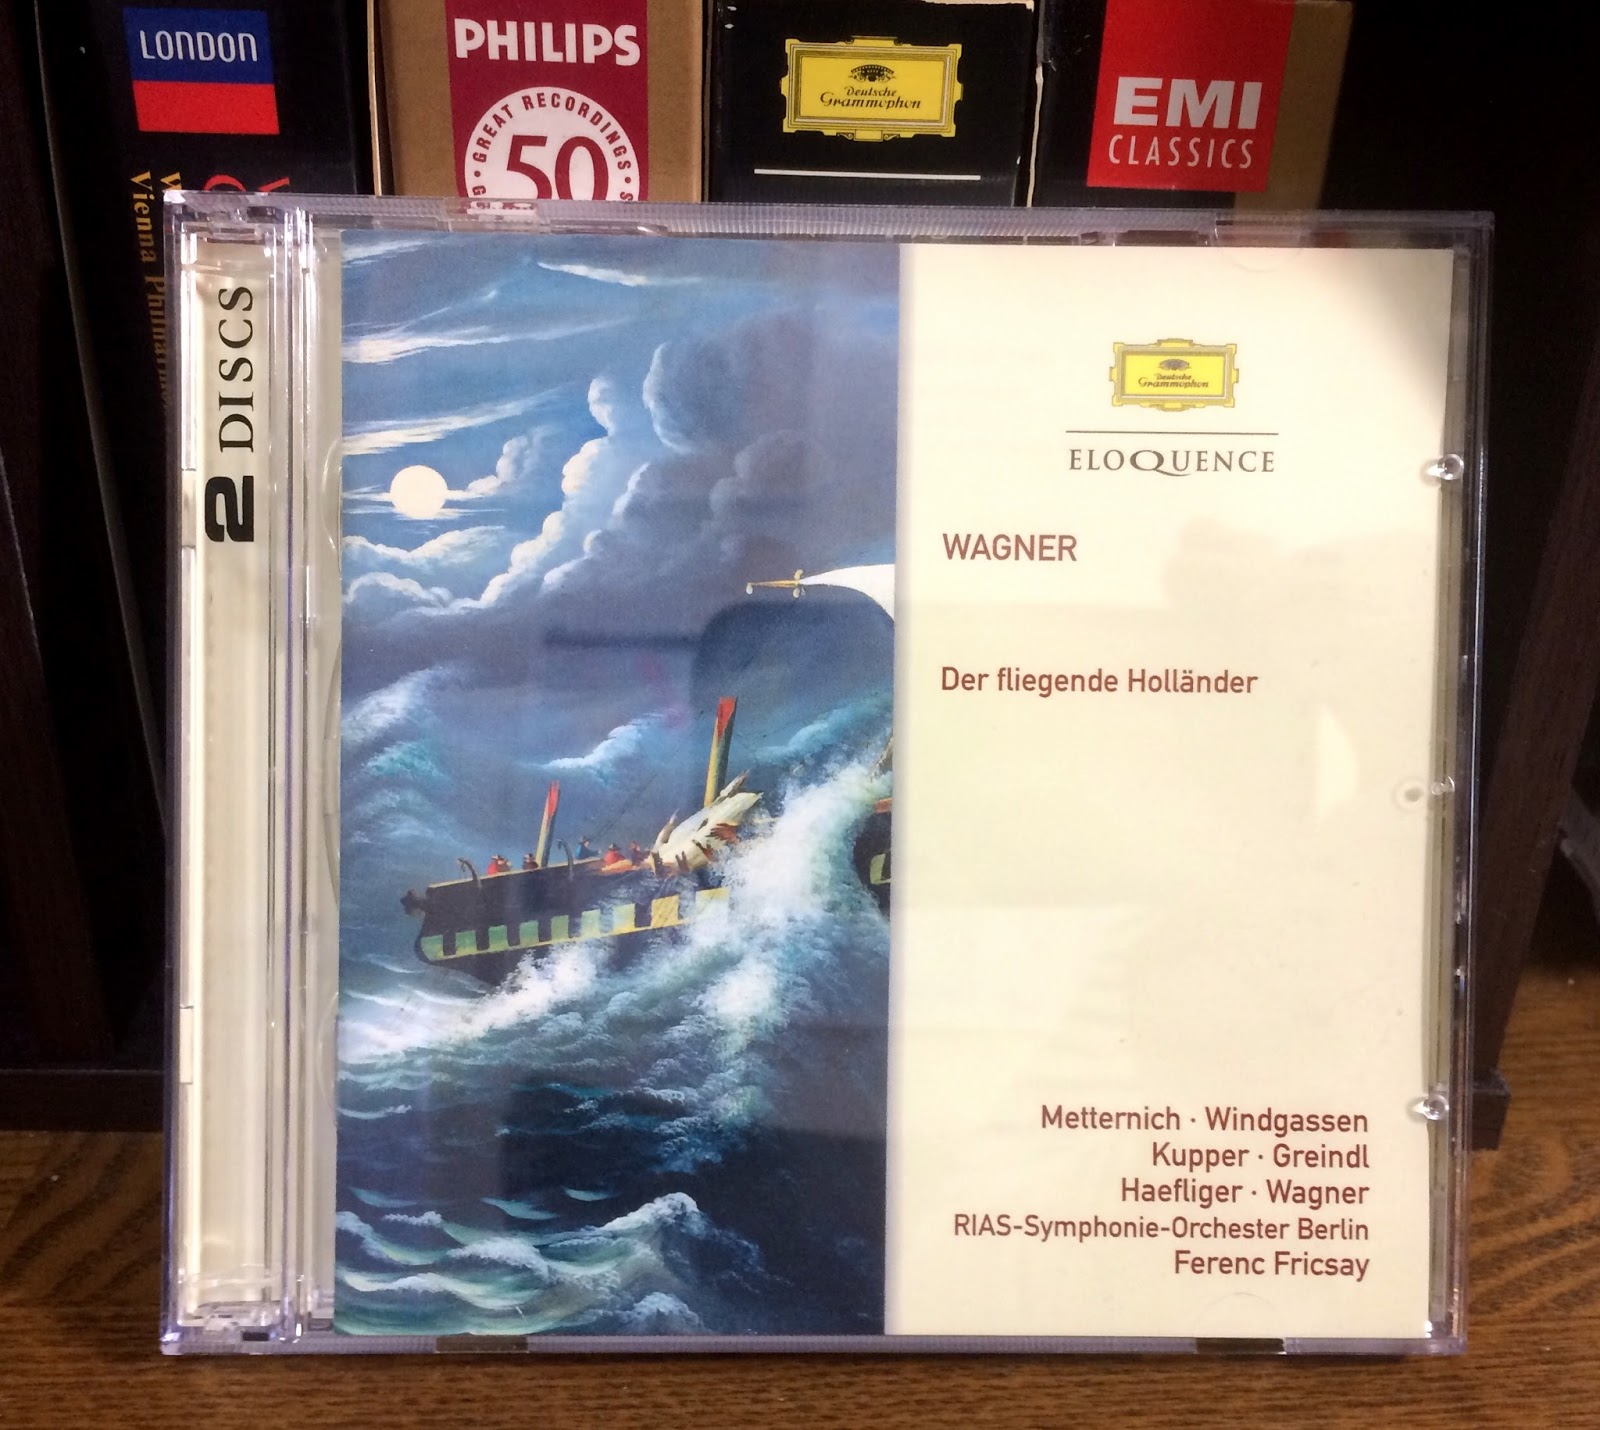 LONDON
Vienna
PHILIPS
GREAT RECORDINGS
50
Deutsche
Grammophon
EMI
CLASSICS
2 DISCS
Deutsche
Grammophon
ELOQUENCE
WAGNER
Der fliegende Holländer
Metternich · Windgassen
Kupper · Greindl
Haefliger · Wagner
RIAS-Symphonie-Orchester Berlin
Ferenc Fricsay